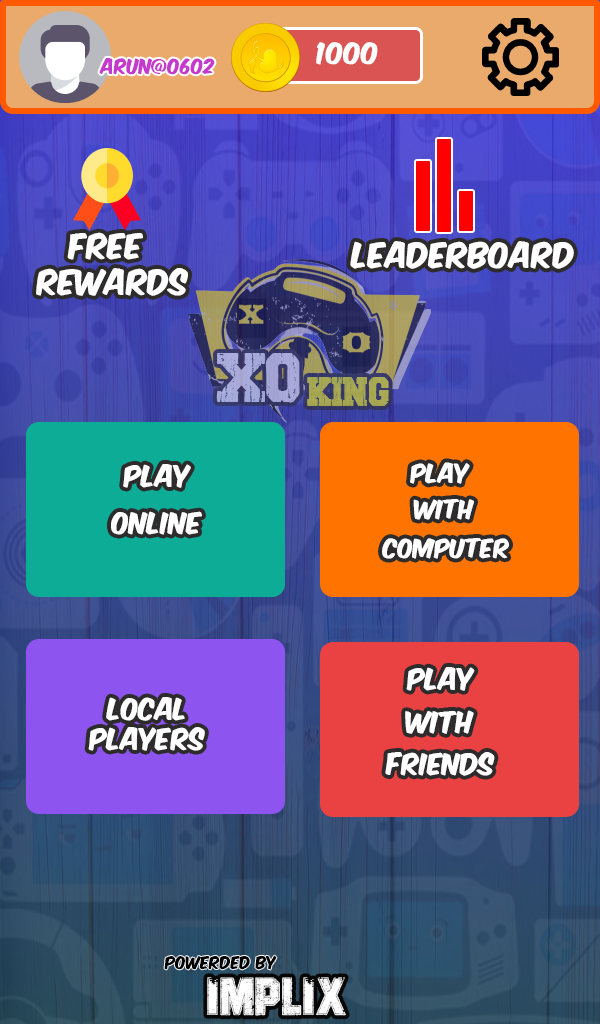 ARUN@0602
1000
FREE
REWARDS
LEADERBOARD
X
O
XO
KING
PLAY
ONLINE
PLAY
WITH
COMPUTER
LOCAL
PLAYERS
PLAY
WITH
FRIENDS
POWERDED BY
IMPLIX